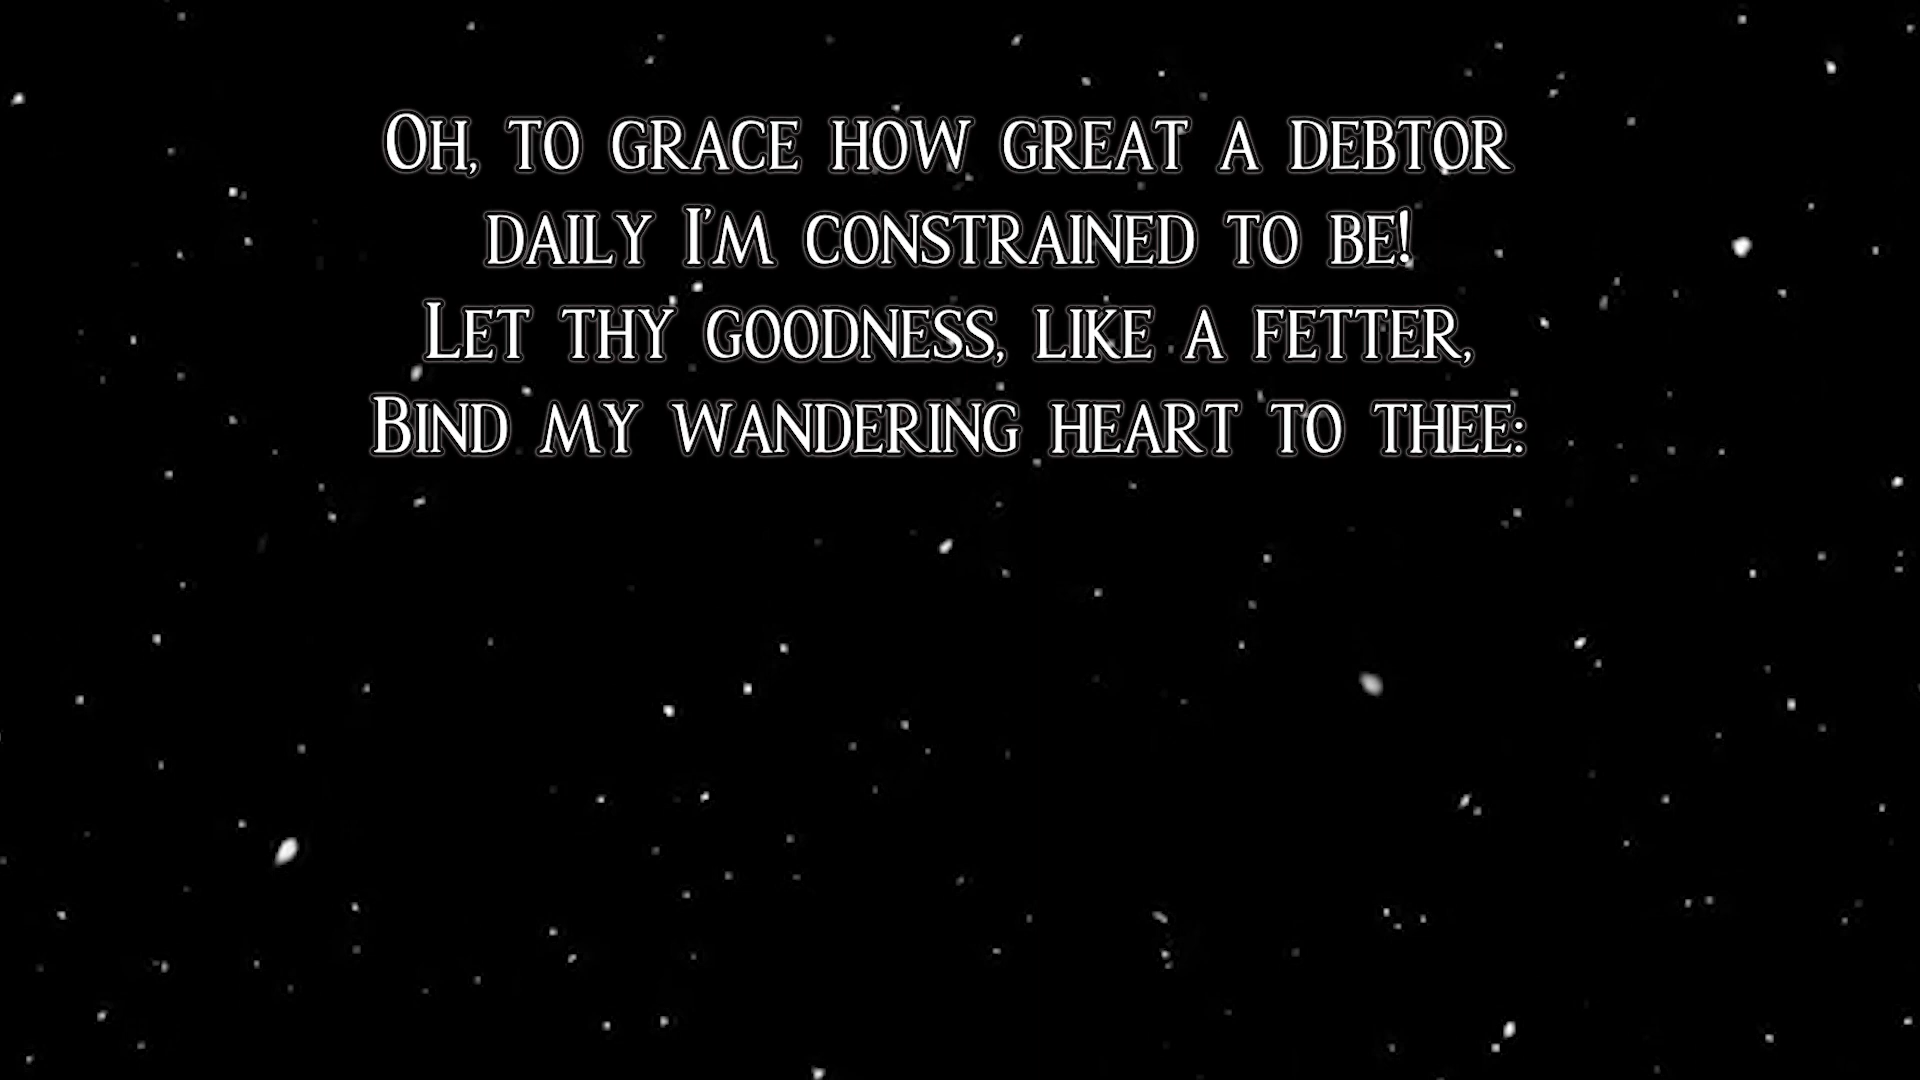 Oh, to grace how great a debtor
daily I'm constrained to be!
Let thy goodness, like a fetter,
Bind my wandering heart to thee: